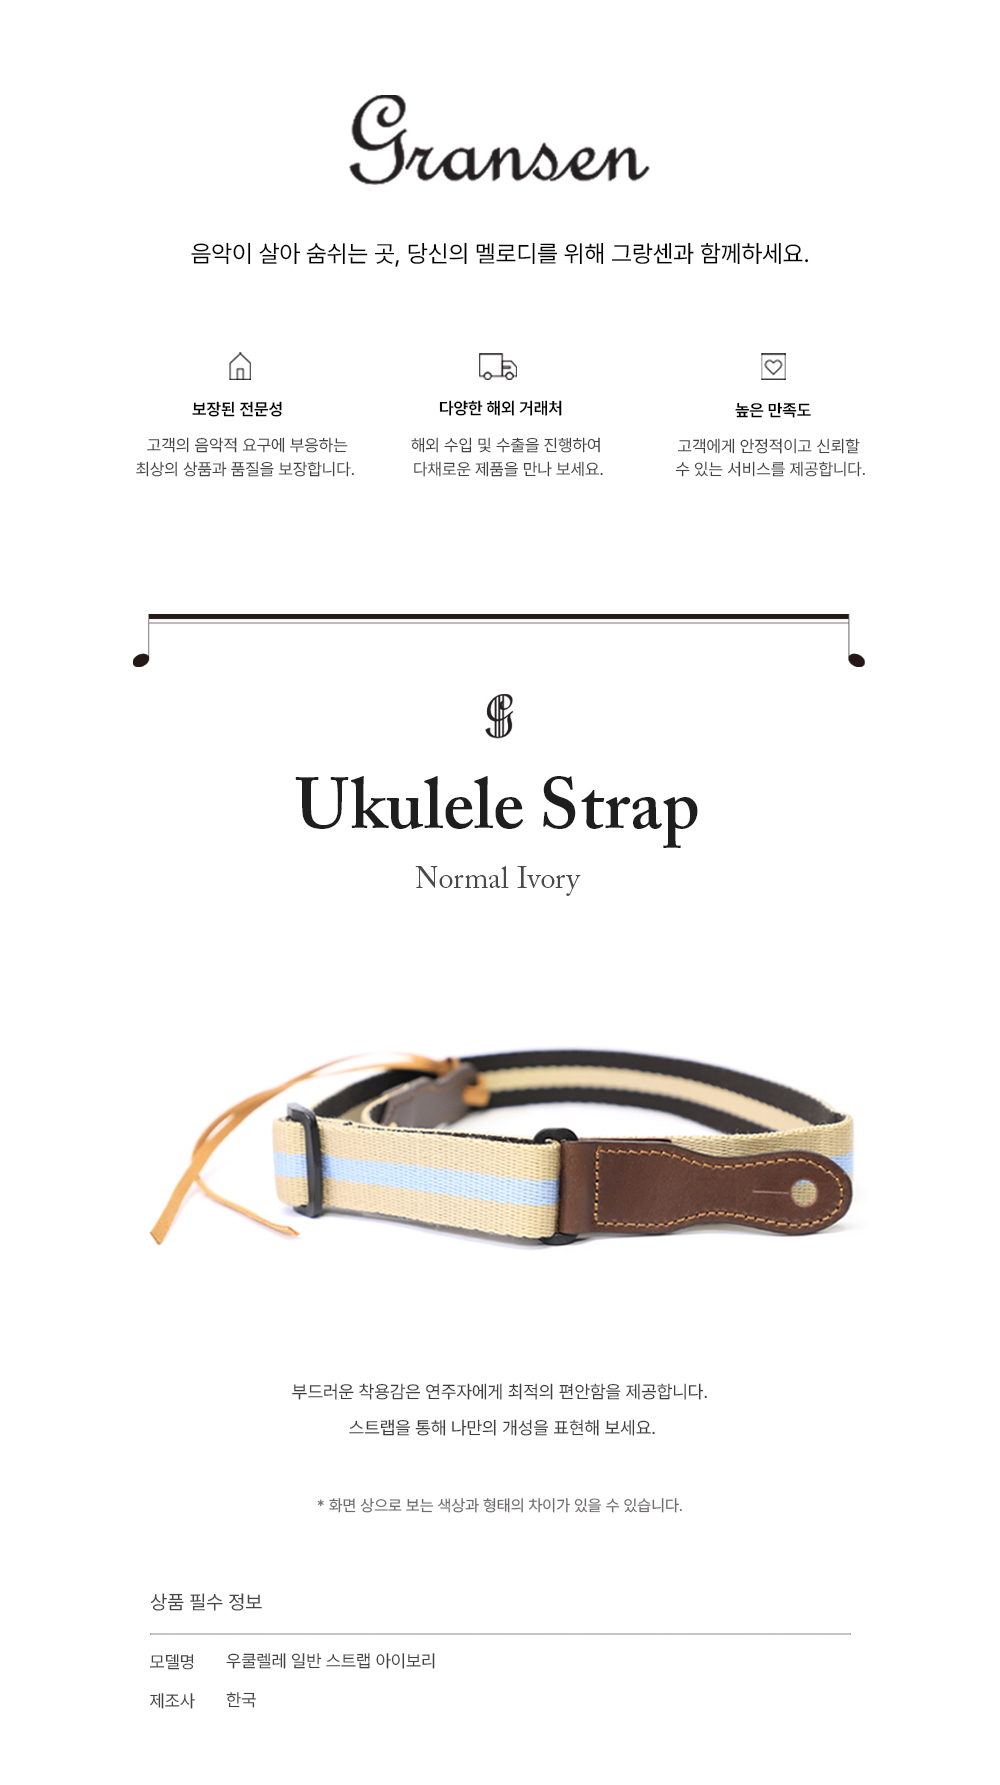 Gransen
음악이 살아 숨쉬는 곳, 당신의 멜로디를 위해 그랑센과 함께하세요.
보장된 전문성
고객의 음악적 요구에 부응하는
최상의 상품과 품질을 보장합니다.
다양한 해외 거래처
해외 수입 및 수출을 진행하여
다채로운 제품을 만나 보세요.
높은 만족도
고객에게 안정적이고 신뢰할
수 있는 서비스를 제공합니다.
Ukulele Strap
Normal Ivory
부드러운 착용감은 연주자에게 최적의 편안함을 제공합니다.
스트랩을 통해 나만의 개성을 표현해 보세요.
* 화면 상으로 보는 색상과 형태의 차이가 있을 수 있습니다.
상품 필수 정보
모델명 우쿨렐레 일반 스트랩 아이보리
제조사 한국